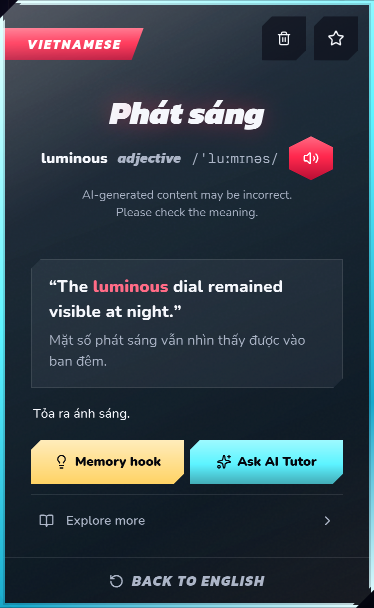 VIETNAMESE
Phát sáng
luminous adjective /ˈluːmɪnəs/
AI-generated content may be incorrect.
Please check the meaning.
“The luminous dial remained
visible at night.”
Mặt số phát sáng vẫn nhìn thấy được vào
ban đêm.
Tỏa ra ánh sáng.
Memory hook
Ask AI Tutor
Explore more
BACK TO ENGLISH